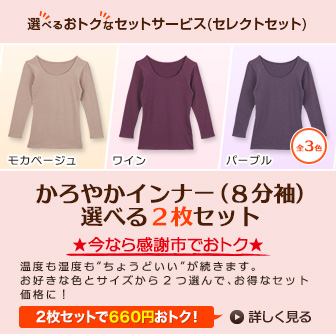 選べるおトクなセットサービス(セレクトセット)
モカベージュ
ワイン
パープル
全3色
かろやかインナー(8分袖)
選べる2枚セット
★今なら感謝市でおトク★
温度も湿度も"ちょうどいい"が続きます。
お好きな色とサイズから2つ選んで、お得なセット
価格に!
2枚セットで660円おトク!
詳しく見る